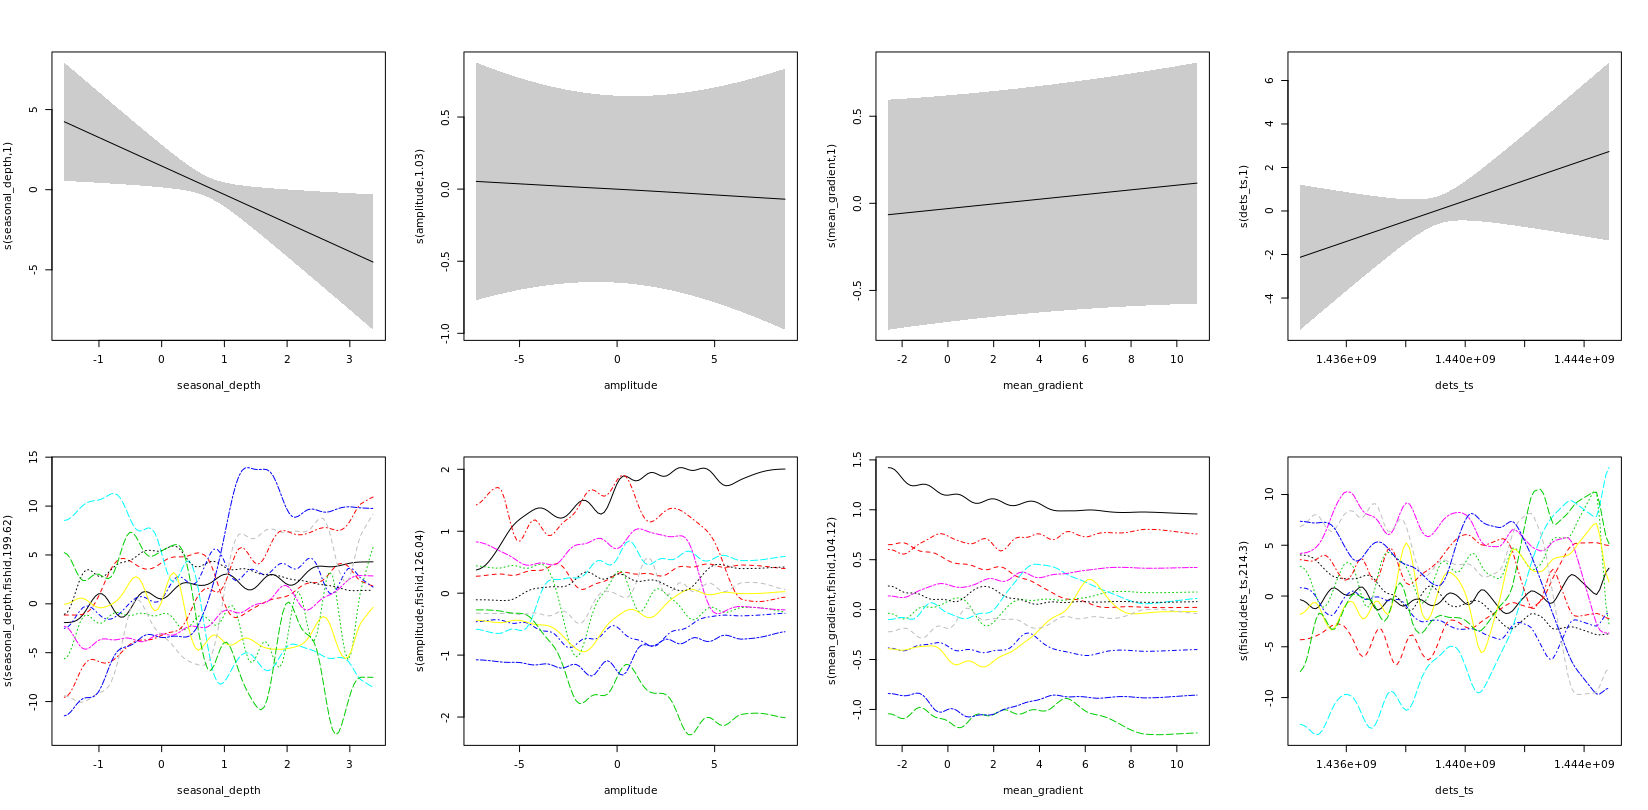 s(seasonal_depth,1)
5
0
-5
-1 0 1 2 3
seasonal_depth
s(amplitude,1.03)
0.5
0.0
-0.5
-1.0
-5 0 5
amplitude
s(mean_gradient,1)
0.5
0.0
-0.5
-2 0 2 4 6 8 10
mean_gradient
s(dets_ts,1)
6
4
2
0
-2
-4
1.436e+09 1.440e+09 1.444e+09
dets_ts
s(seasonal_depth,fishid,199.62)
15
10
5
0
-5
-10
-1 0 1 2 3
seasonal_depth
s(amplitude,fishid,126.04)
2
1
0
-1
-2
-5 0 5
amplitude
s(mean_gradient,fishid,104.12)
1.5
1.0
0.5
0.0
-0.5
-1.0
-2 0 2 4 6 8 10
mean_gradient
s(fishid,dets_ts,214.3)
10
5
0
-5
-10
1.436e+09 1.440e+09 1.444e+09
dets_ts